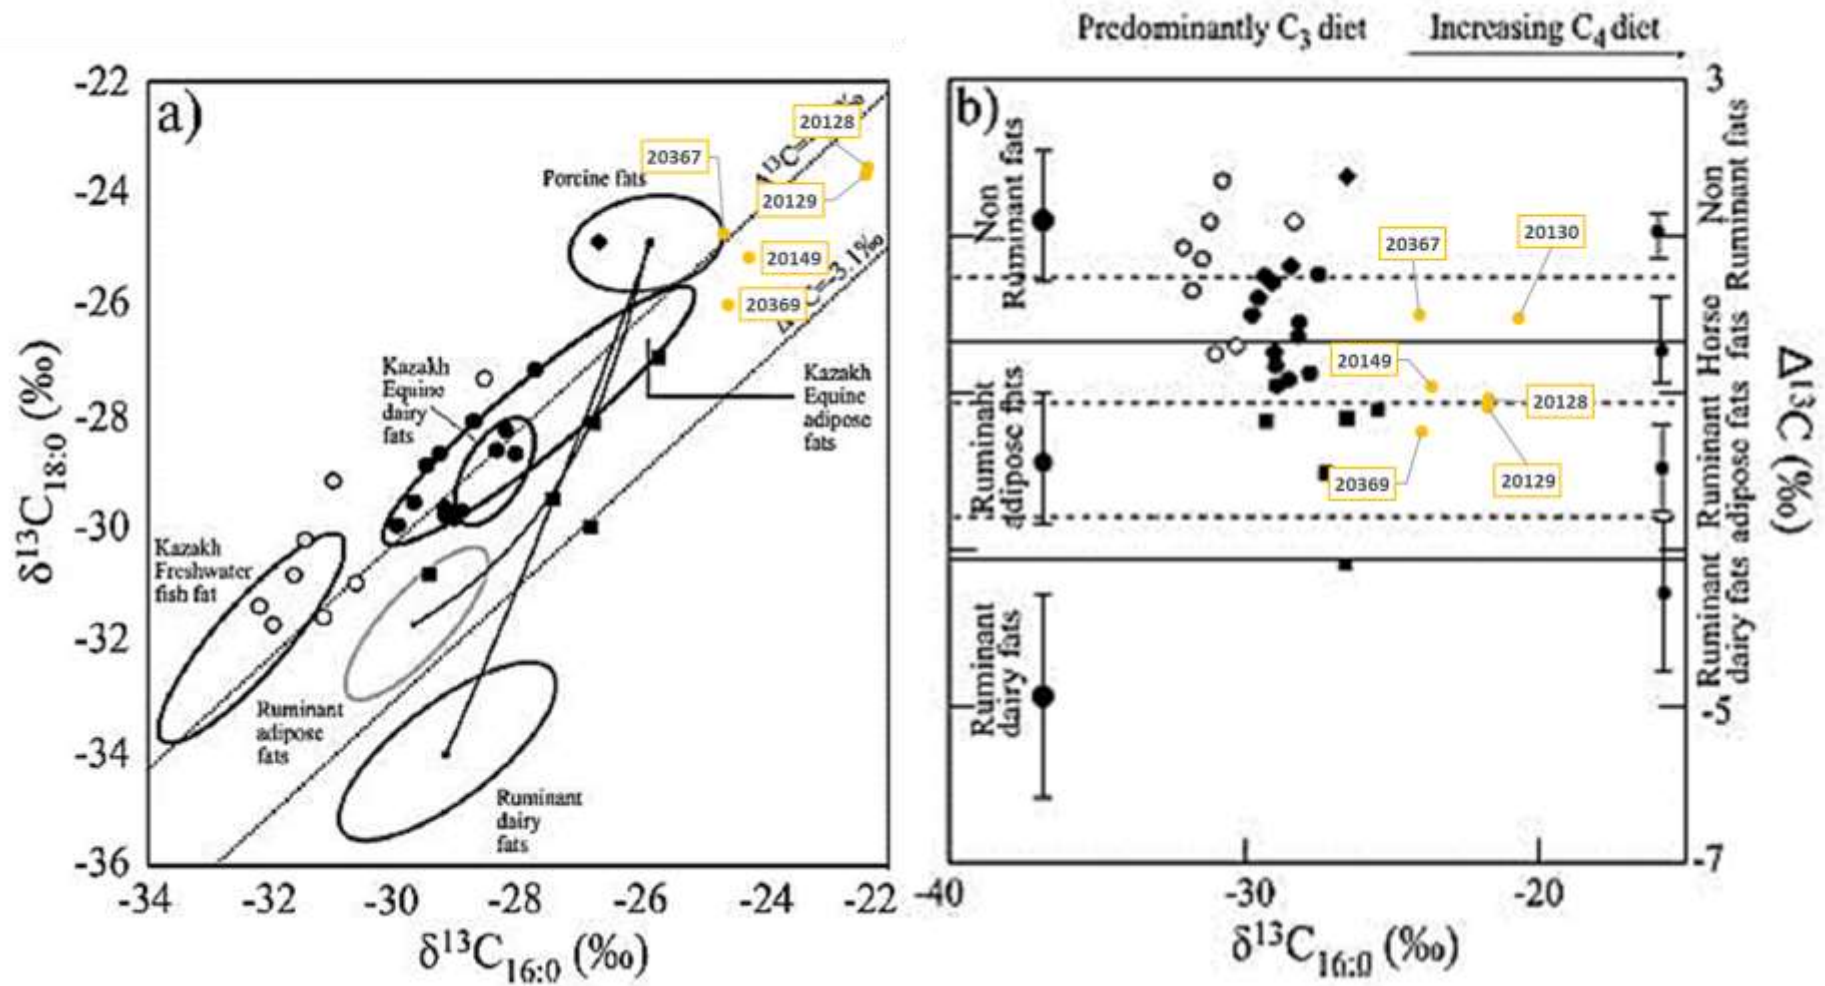 Predominantly C₃ diet
Increasing C₄ diet
a)
-22
-24
-26
-28
-30
-32
-34
-36
δ¹³C₁₈:₀ (‰)
-34
-32
-30
-28
-26
-24
-22
δ¹³C₁₆:₀ (‰)
Porcine fats
20367
20128
20129
20149
20369
Kazakh
Equine
dairy
fats
Kazakh
Equine
adipose
fats
Kazakh
Freshwater
fish fat
Ruminant
adipose
fats
Ruminant
dairy
fats
b)
Non
Ruminant fats
Ruminant
adipose fats
Ruminant
dairy fats
20367
20130
20149
20128
20369
20129
3
-5
-7
Non
Ruminant fats
Horse
fats
Ruminant
adipose fats
Ruminant
dairy fats
Δ¹³C (‰)
-40
-30
-20
δ¹³C₁₆:₀ (‰)